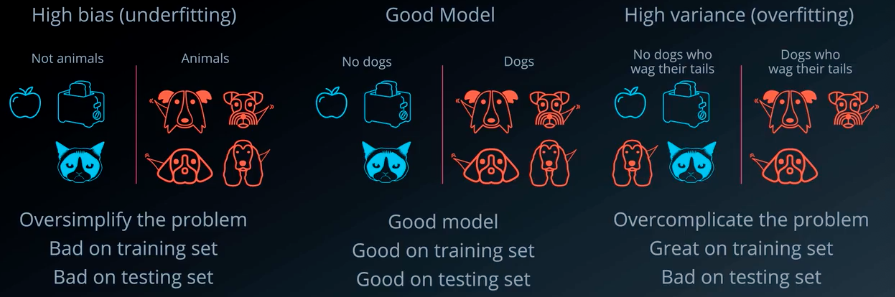 High bias (underfitting)
Not animals
Animals
Oversimplify the problem
Bad on training set
Bad on testing set
Good Model
No dogs
Dogs
Good model
Good on training set
Good on testing set
High variance (overfitting)
No dogs who
wag their tails
Dogs who
wag their tails
Overcomplicate the problem
Great on training set
Bad on testing set